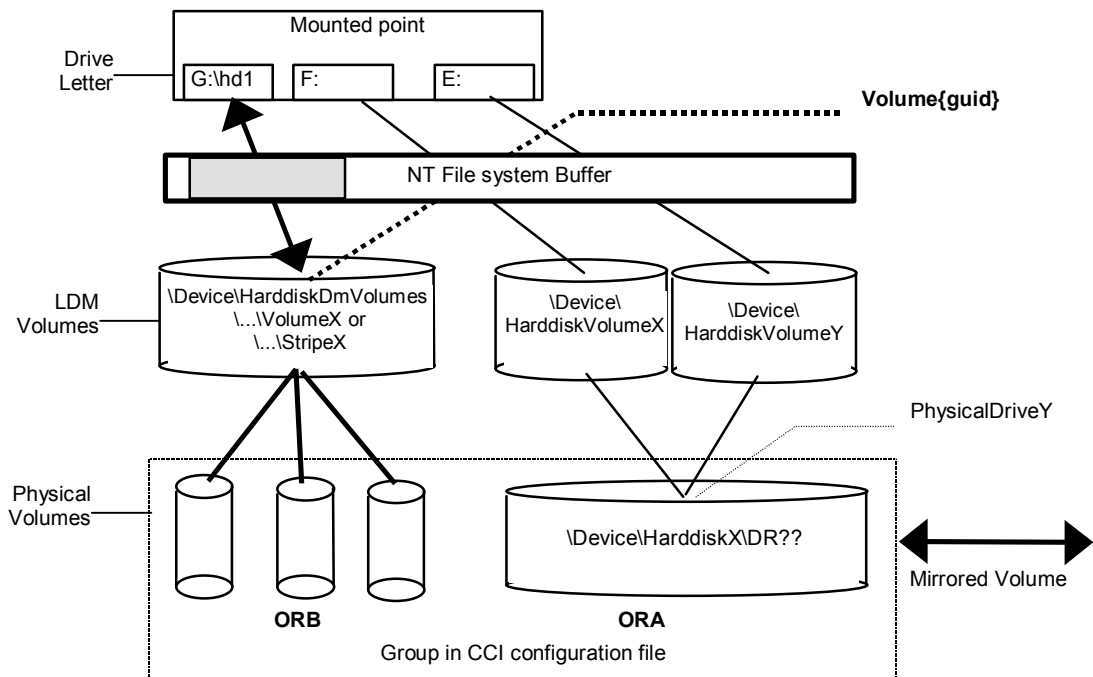 Mounted point
Drive
Letter
G:\hd1
F:
E:
Volume{guid}
NT File system Buffer
LDM
Volumes
\Device\HarddiskDmVolumes
\...\VolumeX or
\...\StripeX
\Device\
HarddiskVolumeX
\Device\
HarddiskVolumeY
PhysicalDriveY
Physical
Volumes
\Device\HarddiskX\DR??
Mirrored Volume
ORB
ORA
Group in CCI configuration file